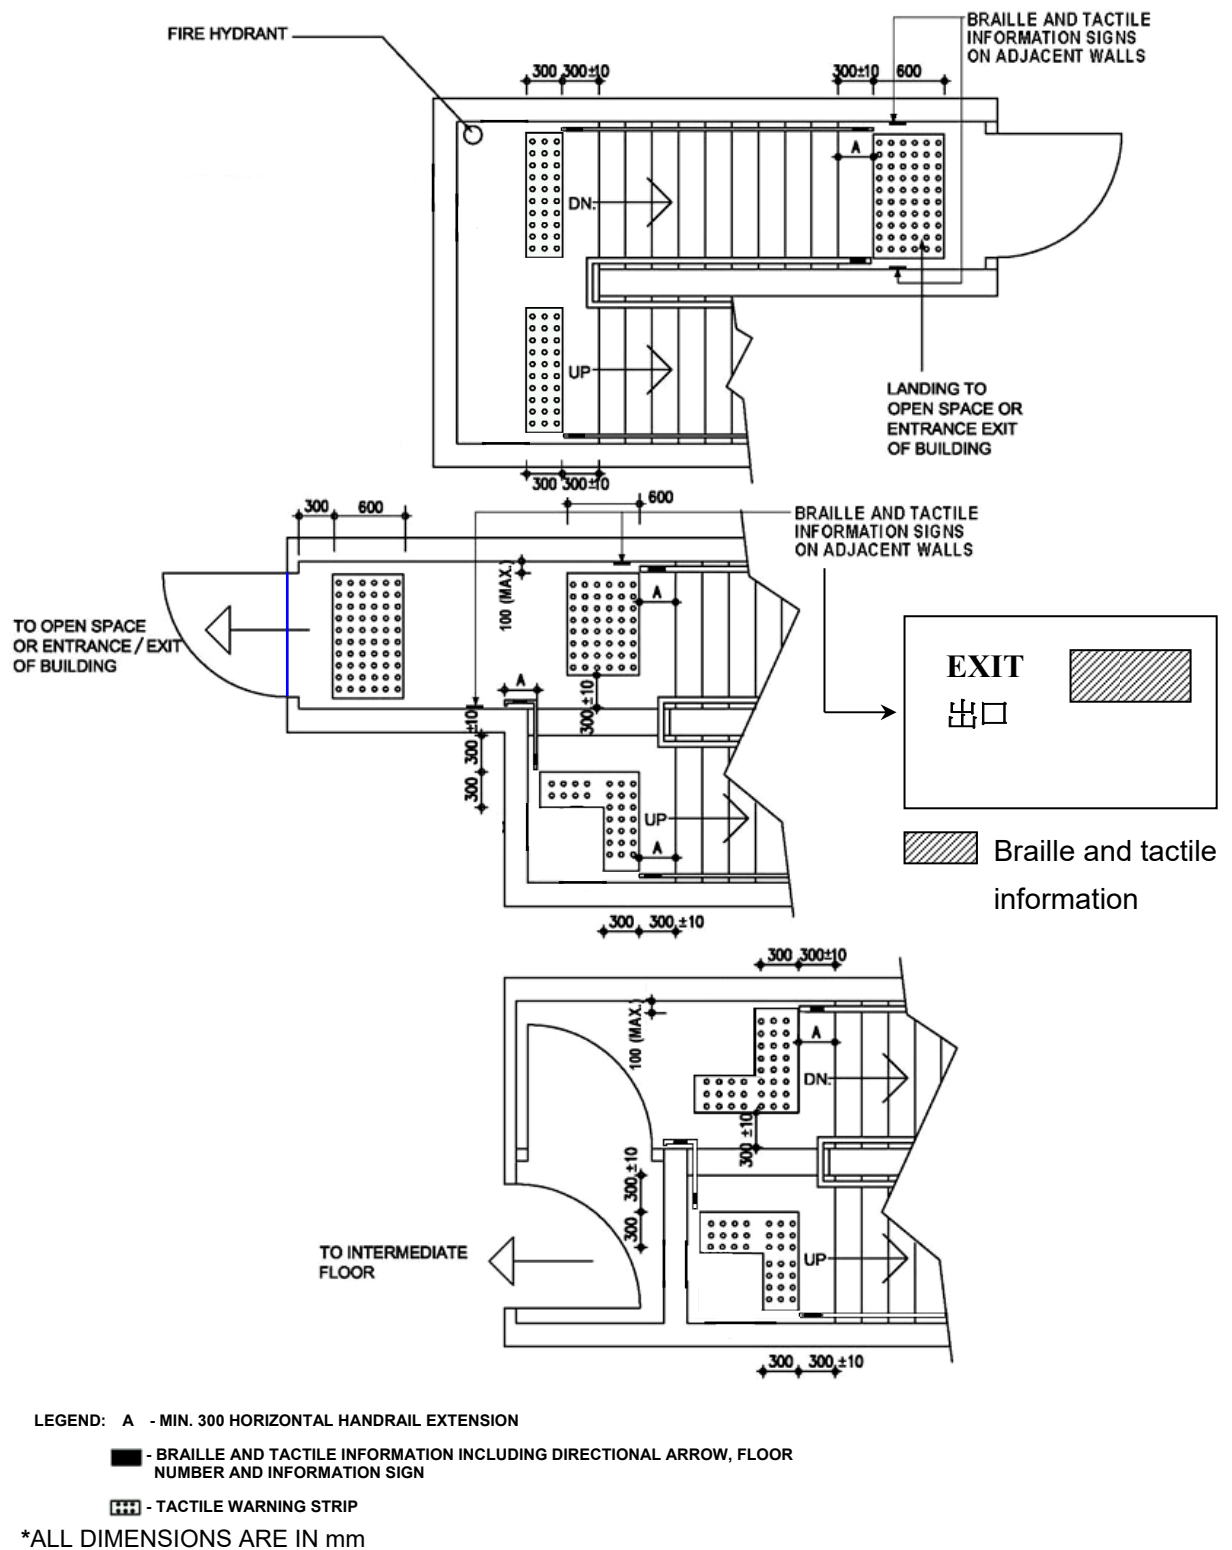 FIRE HYDRANT
BRAILLE AND TACTILE
INFORMATION SIGNS
ON ADJACENT WALLS
300 300±10
300±10 600
A
DN.
UP
LANDING TO
OPEN SPACE OR
ENTRANCE EXIT
OF BUILDING
300 300±10
600
300 600
BRAILLE AND TACTILE
INFORMATION SIGNS
ON ADJACENT WALLS
100 (MAX.)
A
TO OPEN SPACE
OR ENTRANCE / EXIT
OF BUILDING
A
300 ±10
300 ±10
300
UP
A
300 300 ±10
EXIT
出口
Braille and tactile
information
300 300±10
100 (MAX.)
A
DN.
300 ±10
300 ±10
300
UP
TO INTERMEDIATE
FLOOR
300 300 ±10
LEGEND: A - MIN. 300 HORIZONTAL HANDRAIL EXTENSION
- BRAILLE AND TACTILE INFORMATION INCLUDING DIRECTIONAL ARROW, FLOOR
NUMBER AND INFORMATION SIGN
- TACTILE WARNING STRIP
*ALL DIMENSIONS ARE IN mm